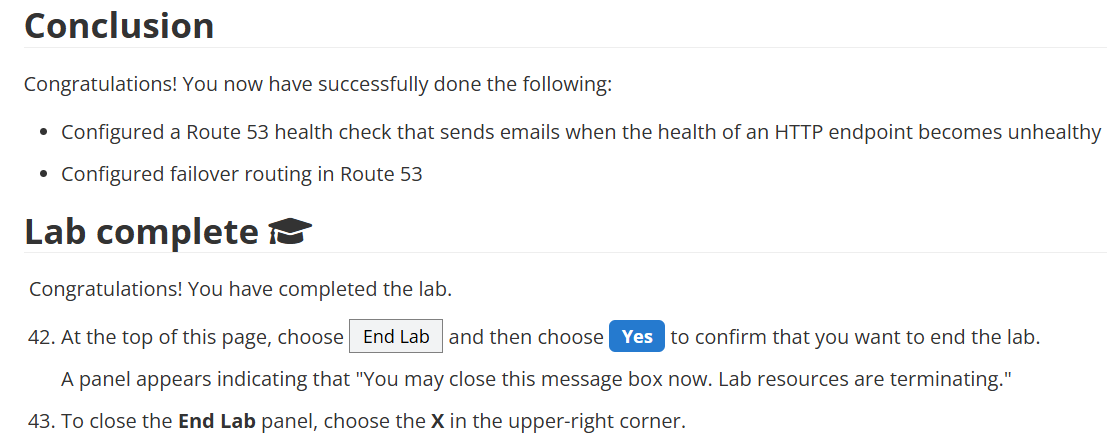 Conclusion
Congratulations! You now have successfully done the following:
• Configured a Route 53 health check that sends emails when the health of an HTTP endpoint becomes unhealthy
• Configured failover routing in Route 53
Lab complete
Congratulations! You have completed the lab.
42. At the top of this page, choose End Lab and then choose Yes to confirm that you want to end the lab.
A panel appears indicating that "You may close this message box now. Lab resources are terminating."
43. To close the End Lab panel, choose the X in the upper-right corner.